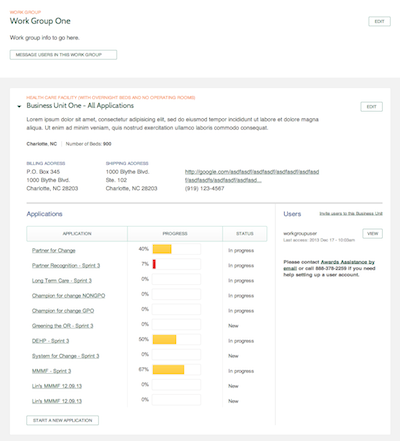 WORK GROUP
Work Group One
EDIT
Work group info to go here.
MESSAGE USERS IN THIS WORK GROUP
HEALTH CARE FACILITY (WITH OVERNIGHT BEDS AND NO OPERATING ROOMS)
Business Unit One - All Applications
EDIT
Lorem ipsum dolor sit amet, consectetur adipisicing elit, sed do eiusmod tempor incididunt ut labore et dolore magna
aliqua. Ut enim ad minim veniam, quis nostrud exercitation ullamco laboris commodo consequat.
Charlotte, NC | Number of Beds: 900
BILLING ADDRESS
P.O. Box 345
1000 Blythe Blvd.
Charlotte, NC 28203
SHIPPING ADDRESS
1000 Blythe Blvd.
Ste. 102
Charlotte, NC 28203
http://google.com/asdfasdf/asdfasdf/asdfasdf/asdfasd
f/asdfasdfs/asdfasdf/asdfasd...
(919) 123-4567
Applications
APPLICATION PROGRESS STATUS
Partner for Change 40% In progress
Partner Recognition - Sprint 3 7% In progress
Long Term Care - Sprint 3 0% In progress
Champion for change NONGPO 0% In progress
Champion for change GPO 0% In progress
Greening the OR - Sprint 3 0% New
DEHP - Sprint 3 50% In progress
System for Change - Sprint 3 0% New
MMMF - Sprint 3 67% In progress
Lin's MMMF 12.09.13 0% New
Lin's MMMF 12.09.13 0% New
START A NEW APPLICATION
Users
Invite users to this Business Unit
workgroupuser
Last access: 2013 Dec 17 - 10:09am
VIEW
Please contact Awards Assistance by
email or call 888-378-2259 if you need
help setting up a user account.